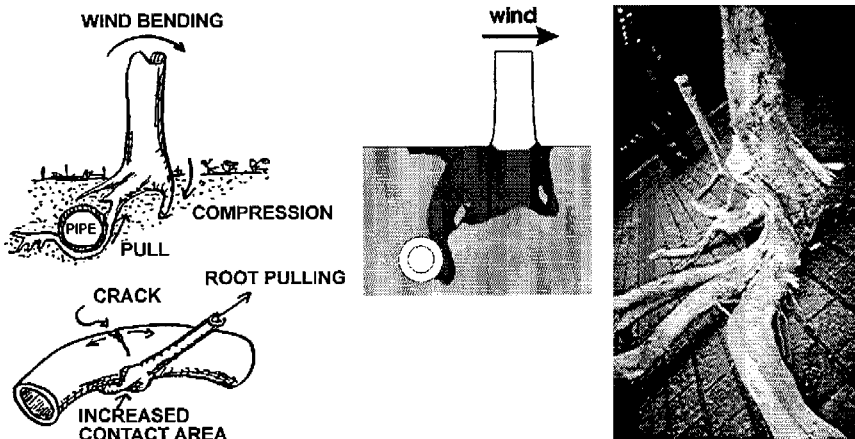 WIND BENDING
PIPE
COMPRESSION
PULL
ROOT PULLING
CRACK
INCREASED
CONTACT AREA
wind